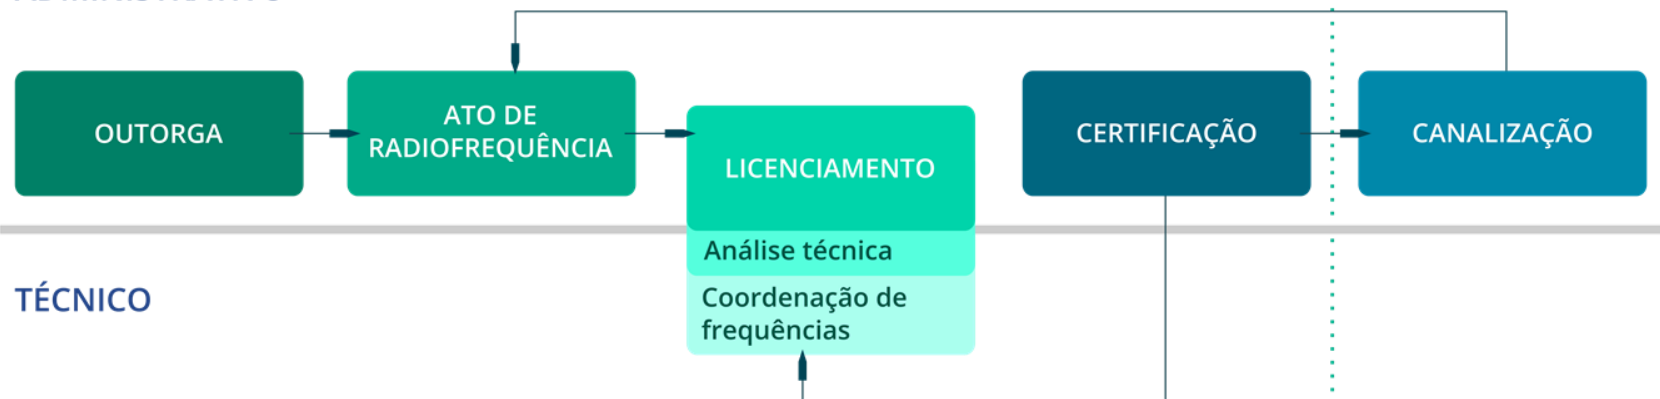 OUTORGA
ATO DE
RADIOFREQUÊNCIA
LICENCIAMENTO
CERTIFICAÇÃO
CANALIZAÇÃO
Análise técnica
TÉCNICO
Coordenação de
frequências